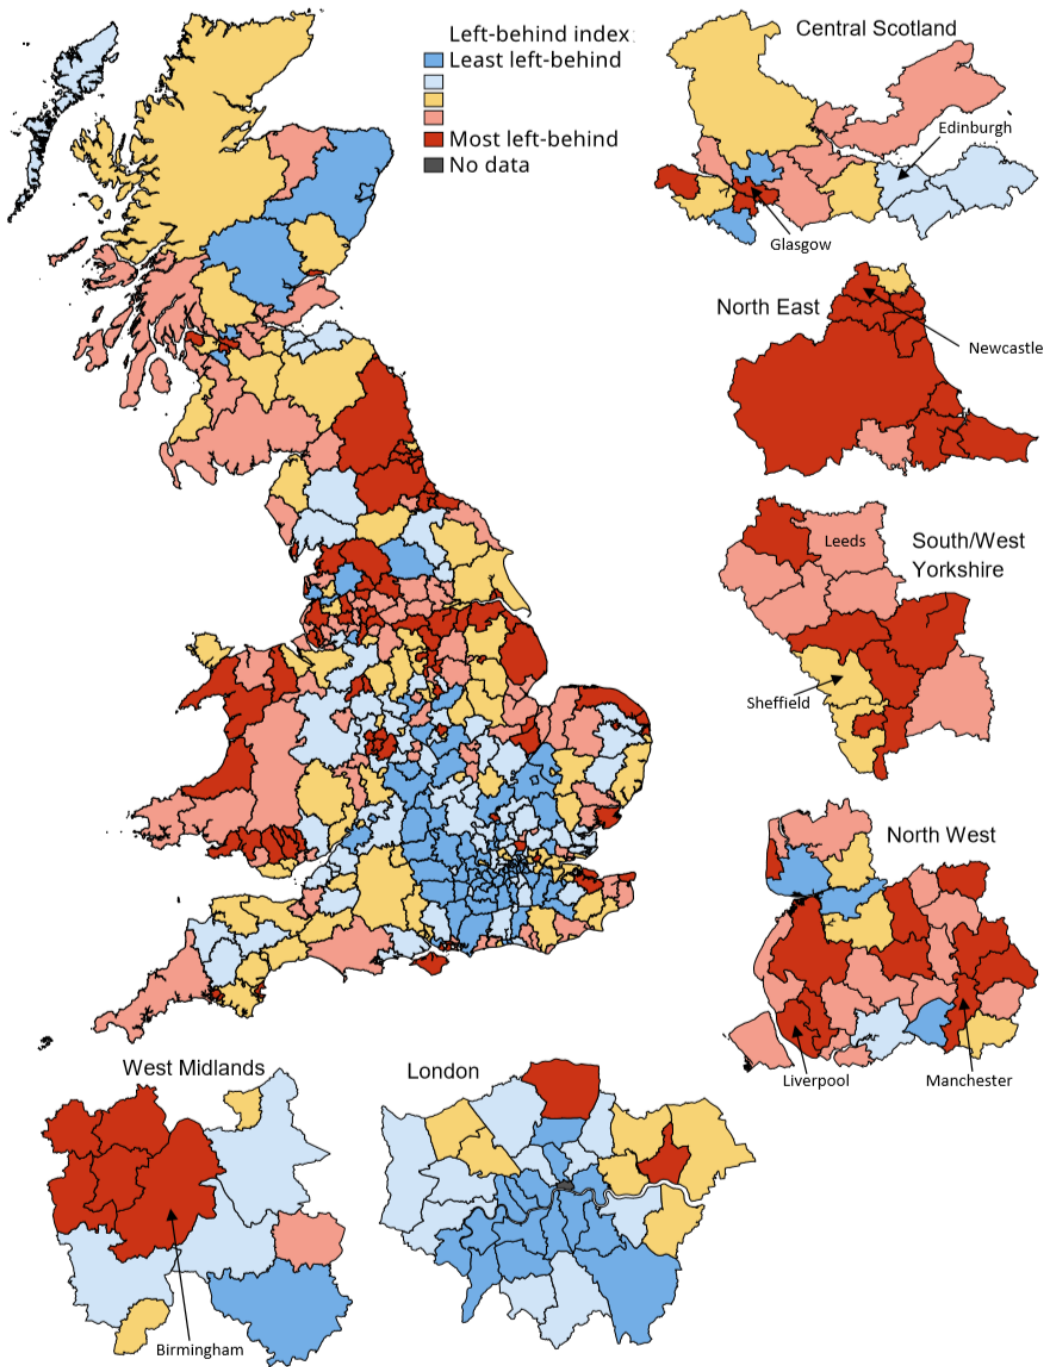 Left-behind index:
Least left-behind
Most left-behind
No data
Central Scotland
Edinburgh
Glasgow
North East
Newcastle
Leeds
South/West
Yorkshire
Sheffield
North West
Liverpool
Manchester
West Midlands
Birmingham
London